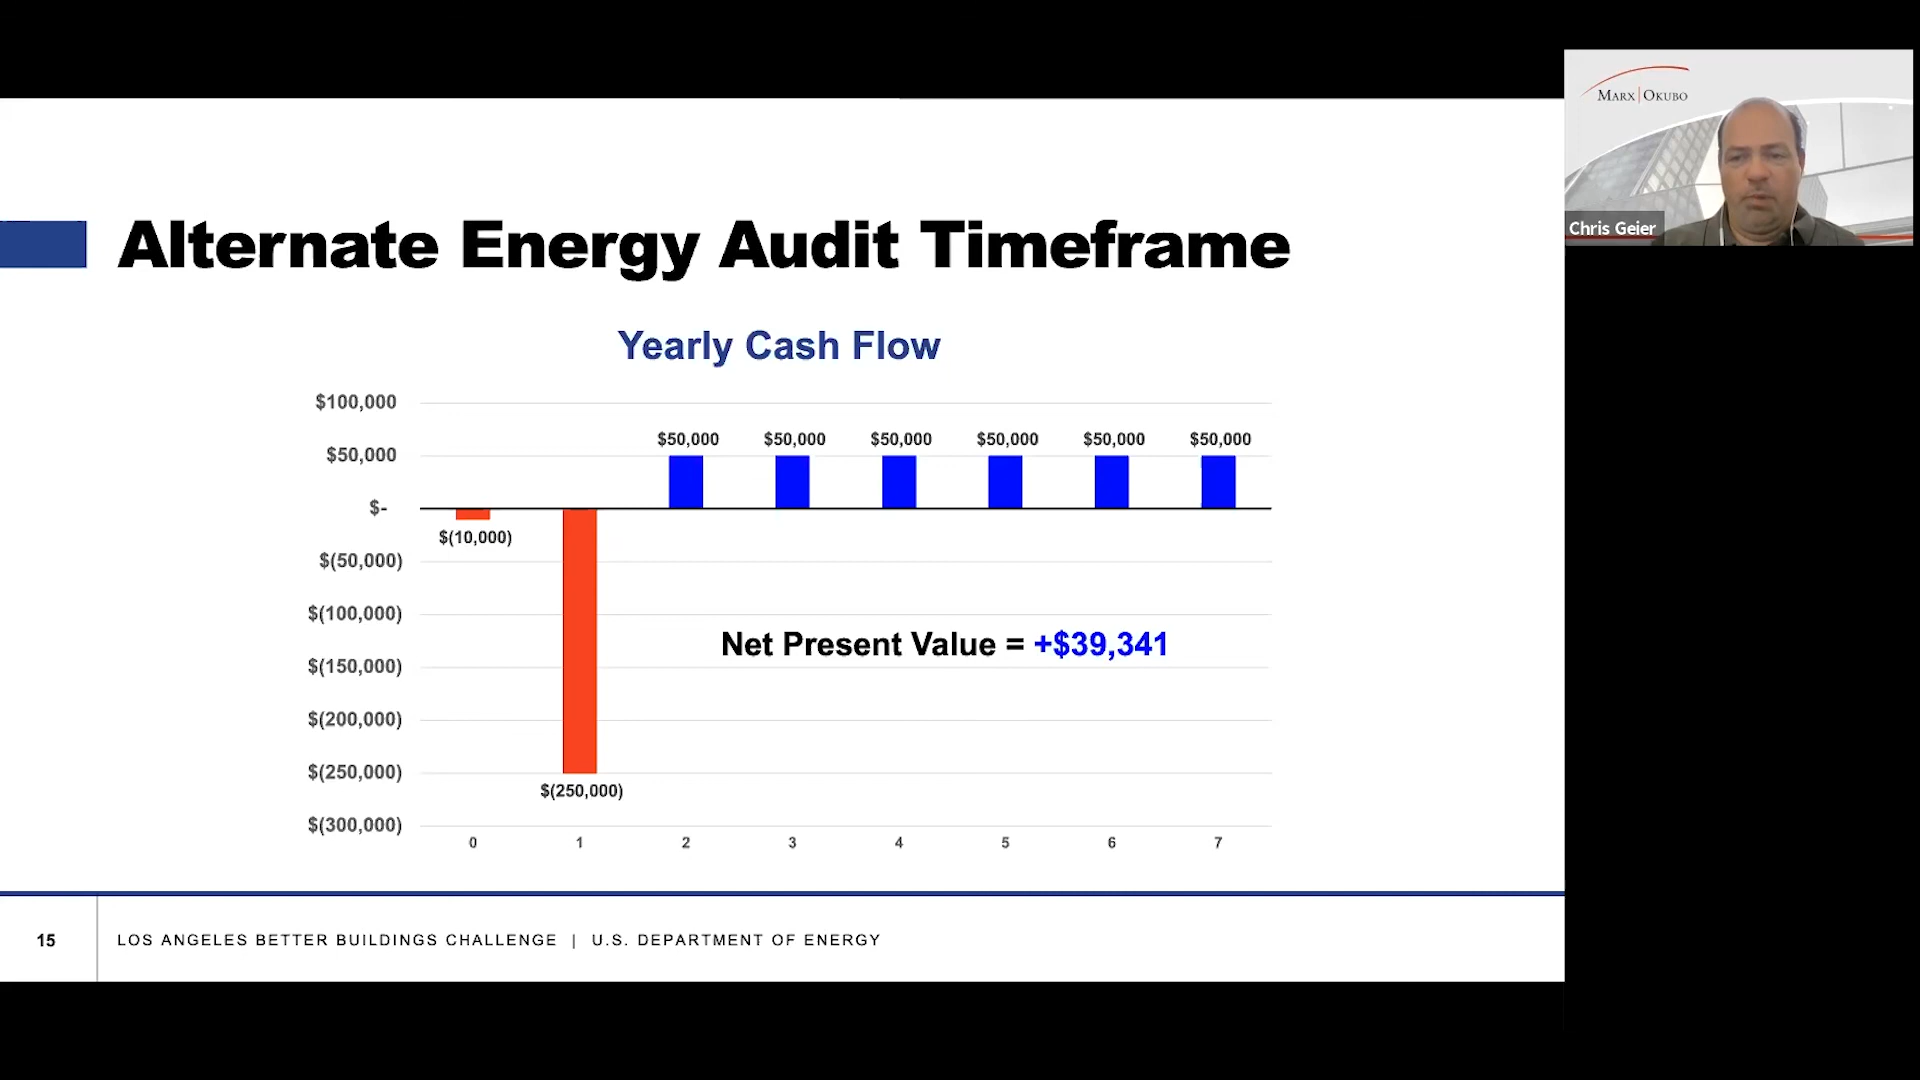 MARX | OKUBO
Chris Geier
Alternate Energy Audit Timeframe
Yearly Cash Flow
$100,000
$50,000
$-
$(50,000)
$(100,000)
$(150,000)
$(200,000)
$(250,000)
$(300,000)
$50,000 $50,000 $50,000 $50,000 $50,000 $50,000
$(10,000)
$(250,000)
Net Present Value = +$39,341
0 1 2 3 4 5 6 7
15
LOS ANGELES BETTER BUILDINGS CHALLENGE | U.S. DEPARTMENT OF ENERGY